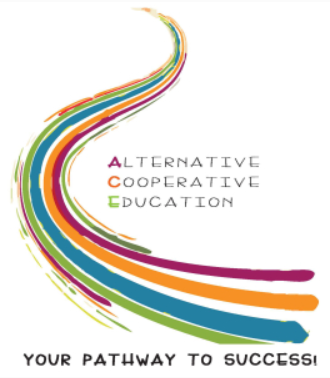 ALTERNATIVE
COOPERATIVE
EDUCATION
YOUR PATHWAY TO SUCCESS!